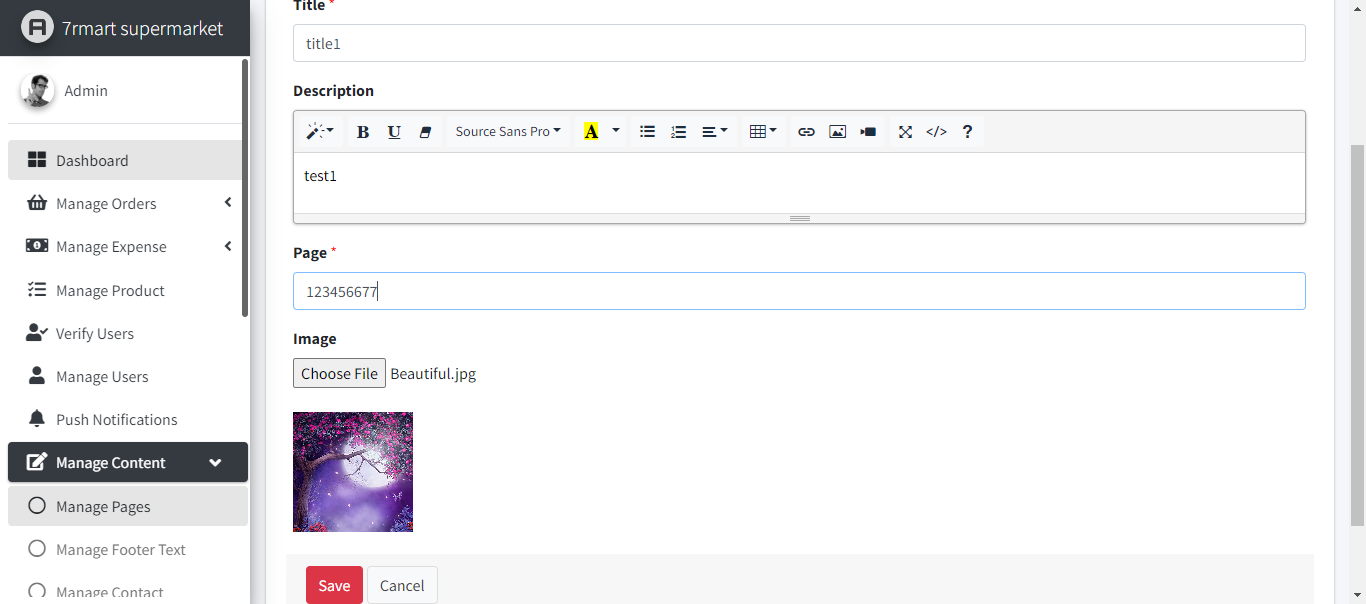 7rmart supermarket
Admin
Dashboard
Manage Orders
Manage Expense
Manage Product
Verify Users
Manage Users
Push Notifications
Manage Content
Manage Pages
Manage Footer Text
Manage Contact
Title *
title1
Description
B U Source Sans Pro A </> ?
test1
Page *
123456677
Image
Choose File Beautiful.jpg
Save Cancel